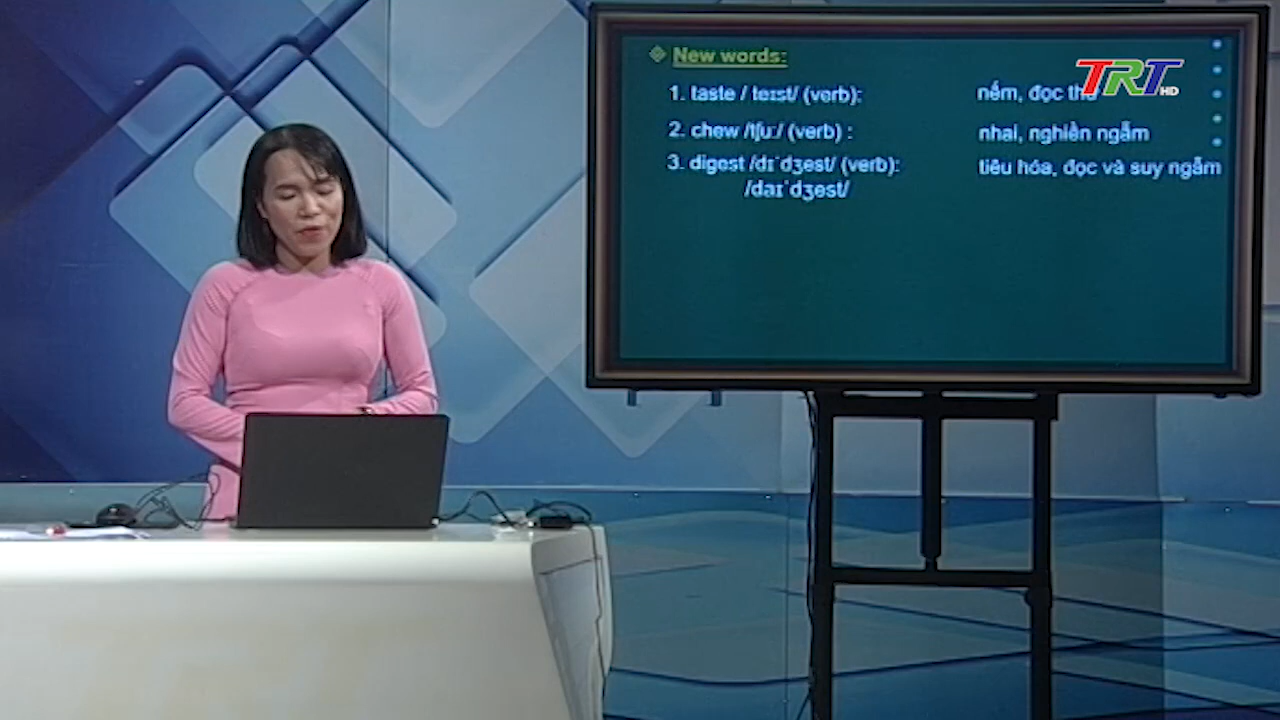 New words:
1. taste / teɪst/ (verb): nếm, đọc thử
2. chew /tʃuː/ (verb) : nhai, nghiền ngẫm
3. digest /dɪˈdʒest/ (verb): tiêu hóa, đọc và suy ngẫm
/daɪˈdʒest/
TRT HD